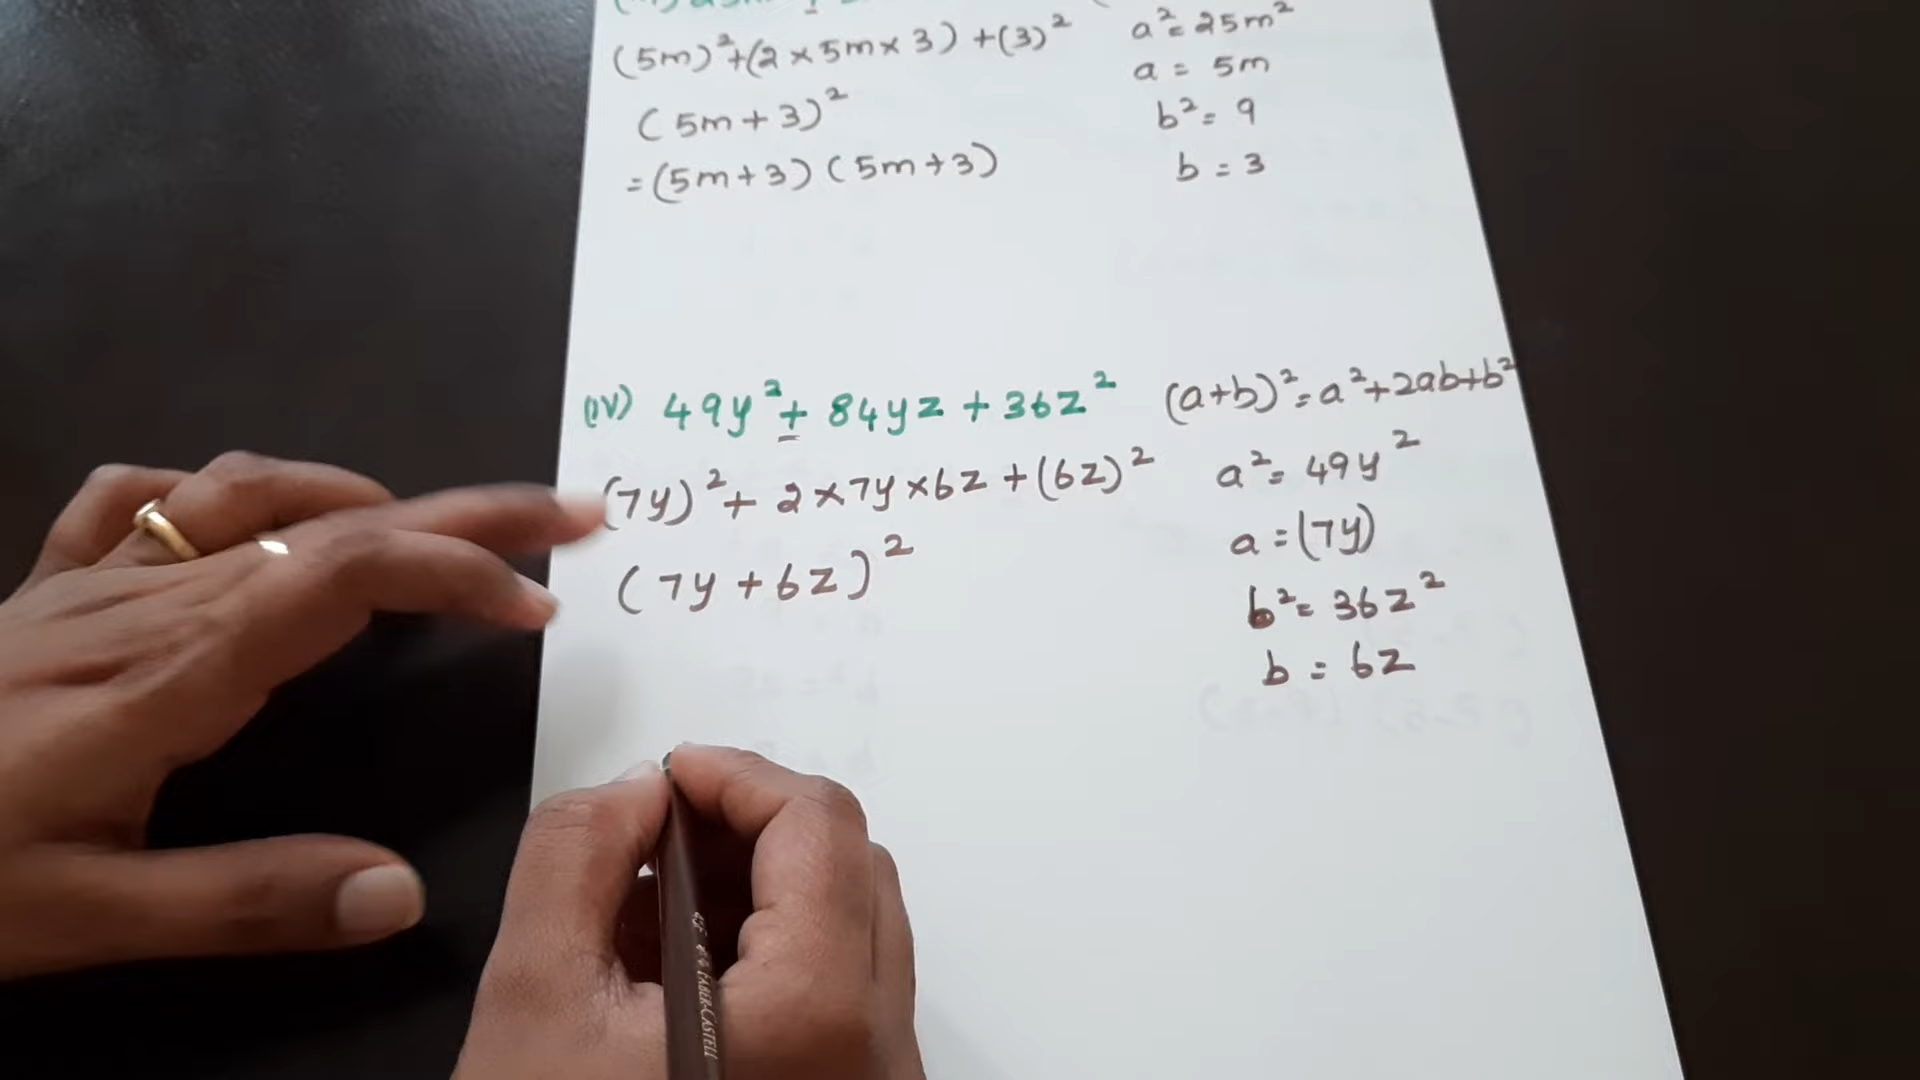 (5m)²+(2×5m×3)+(3)²
(5m+3)²
=(5m+3)(5m+3)
a²=25m²
a = 5m
b²= 9
b = 3
(iv) 49y²+ 84yz + 36z²
(7y)²+ 2×7y×6z+(6z)²
(7y+6z)²
(a+b)²=a²+2ab+b²
a²= 49y²
a =(7y)
b²= 36z²
b = 6z
FABER-CASTELL